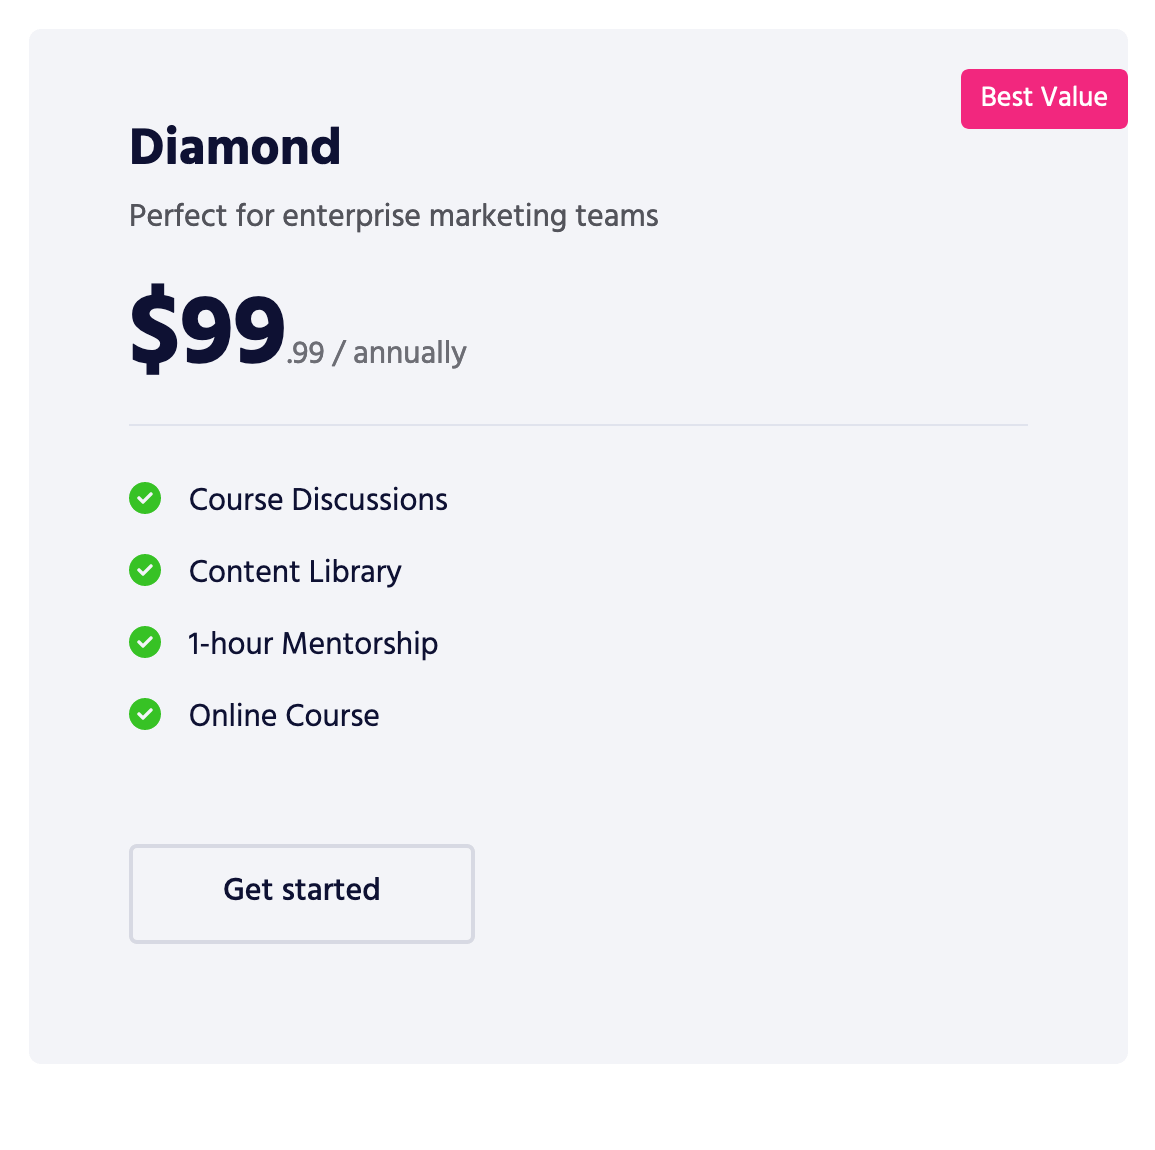 Best Value
Diamond
Perfect for enterprise marketing teams
$99.99 / annually
Course Discussions
Content Library
1-hour Mentorship
Online Course
Get started